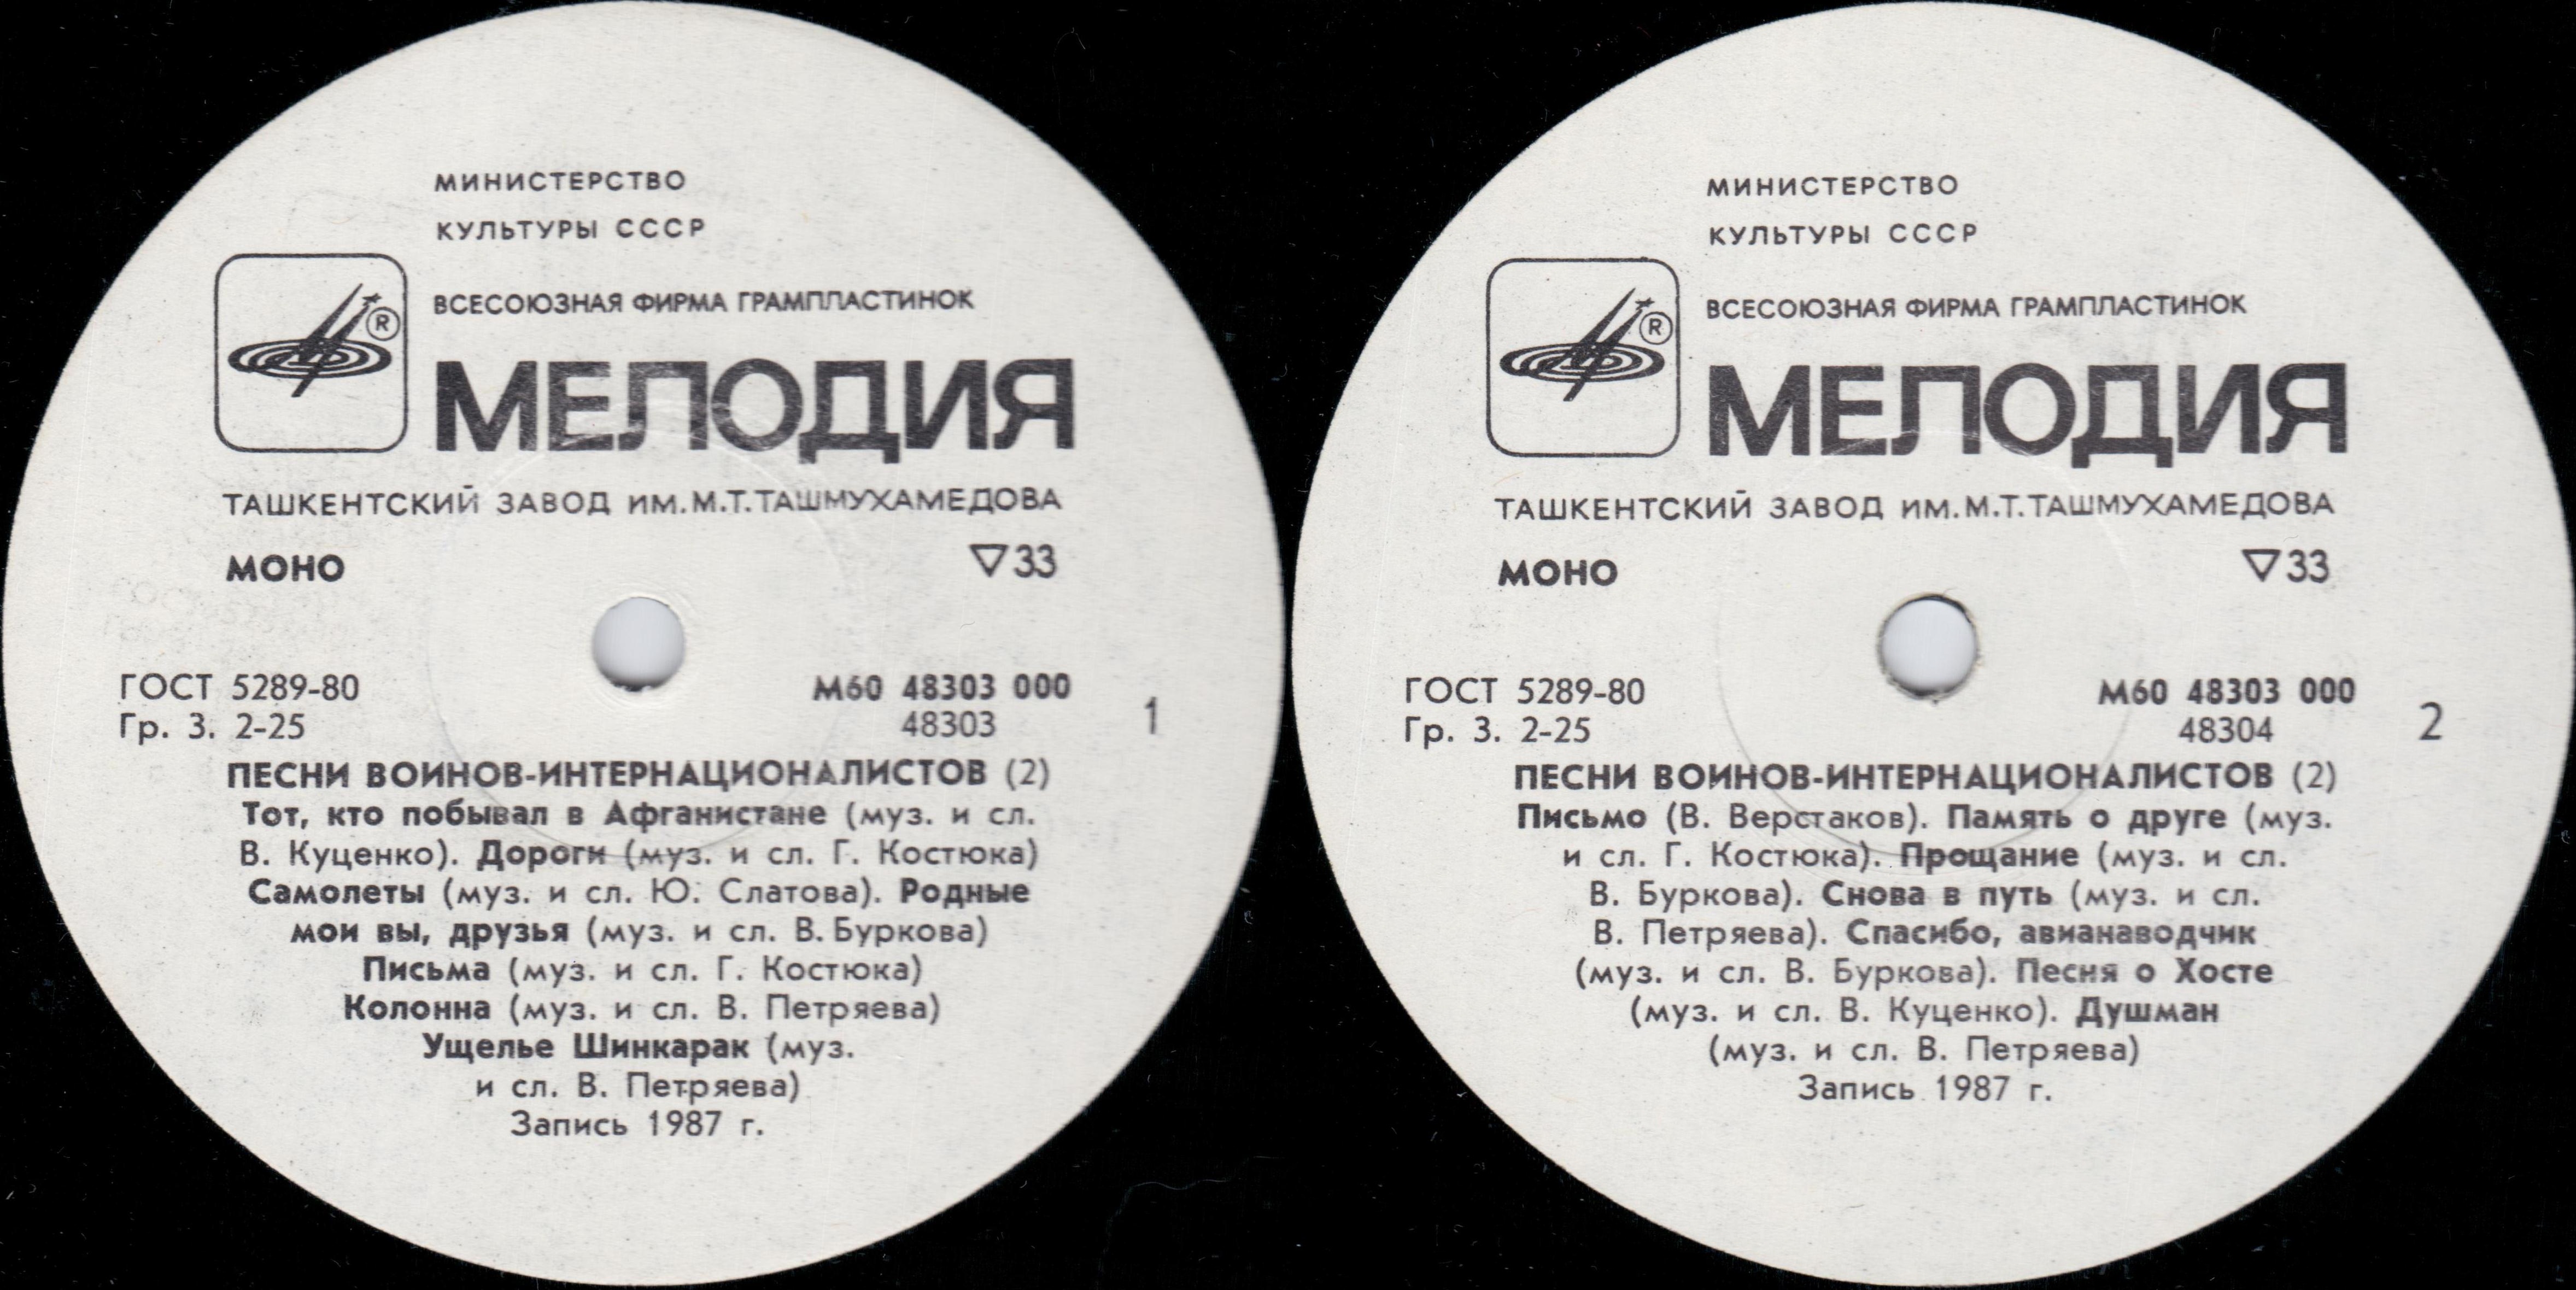 МИНИСТЕРСТВО
КУЛЬТУРЫ СССР
ВСЕСОЮЗНАЯ ФИРМА ГРАМПЛАСТИНОК
®
МЕЛОДИЯ
ТАШКЕНТСКИЙ ЗАВОД ИМ.М.Т.ТАШМУХАМЕДОВА
МОНО ▽33
ГОСТ 5289-80 М60 48303 000
Гр. 3. 2-25 48303 1
ПЕСНИ ВОИНОВ-ИНТЕРНАЦИОНАЛИСТОВ (2)
Тот, кто побывал в Афганистане (муз. и сл.
В. Куценко). Дороги (муз. и сл. Г. Костюка)
Самолеты (муз. и сл. Ю. Слатова). Родные
мои вы, друзья (муз. и сл. В. Буркова)
Письма (муз. и сл. Г. Костюка)
Колонна (муз. и сл. В. Петряева)
Ущелье Шинкарак (муз.
и сл. В. Петряева)
Запись 1987 г.
МИНИСТЕРСТВО
КУЛЬТУРЫ СССР
ВСЕСОЮЗНАЯ ФИРМА ГРАМПЛАСТИНОК
®
МЕЛОДИЯ
ТАШКЕНТСКИЙ ЗАВОД ИМ.М.Т.ТАШМУХАМЕДОВА
МОНО ▽33
ГОСТ 5289-80 М60 48303 000
Гр. 3. 2-25 48304 2
ПЕСНИ ВОИНОВ-ИНТЕРНАЦИОНАЛИСТОВ (2)
Письмо (В. Верстаков). Память о друге (муз.
и сл. Г. Костюка). Прощание (муз. и сл.
В. Буркова). Снова в путь (муз. и сл.
В. Петряева). Спасибо, авианаводчик
(муз. и сл. В. Буркова). Песня о Хосте
(муз. и сл. В. Куценко). Душман
(муз. и сл. В. Петряева)
Запись 1987 г.